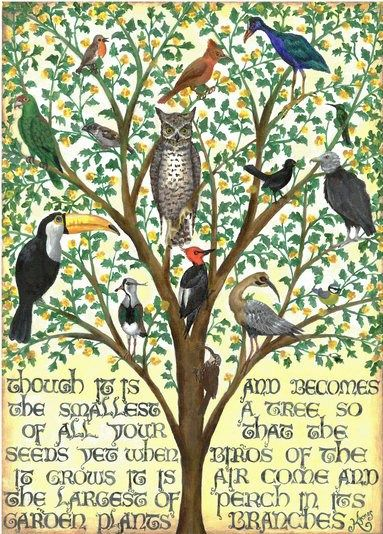 Though it is
the smallest
of all your
seeds yet when
it grows it is
the largest of
garden plants
and becomes
a tree so
that the
birds of the
air come and
perch in its
branches